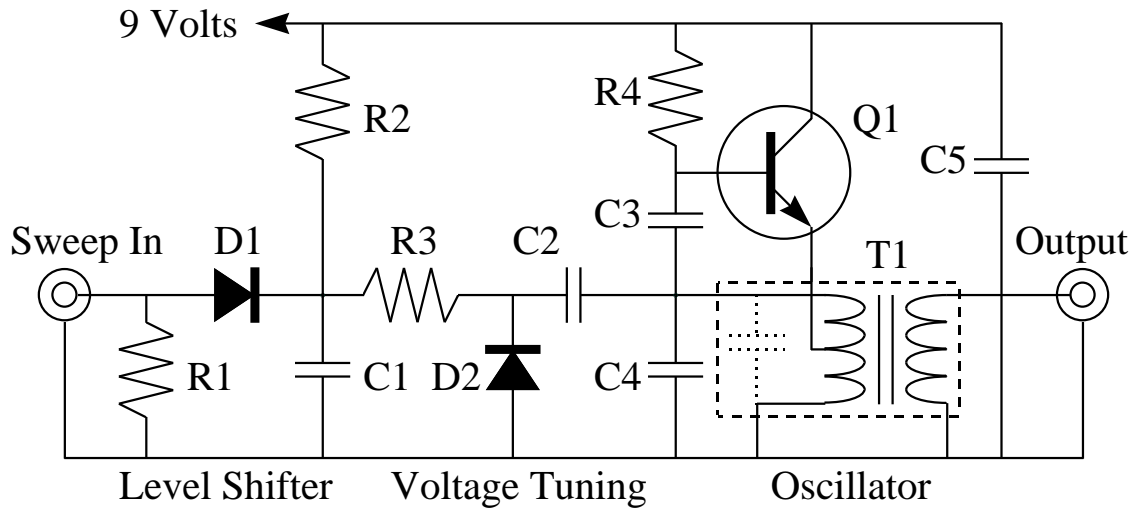 9 Volts
R2
R4
Q1
C5
C3
Sweep In
D1
R3
C2
T1
Output
R1
C1
D2
C4
Level Shifter
Voltage Tuning
Oscillator